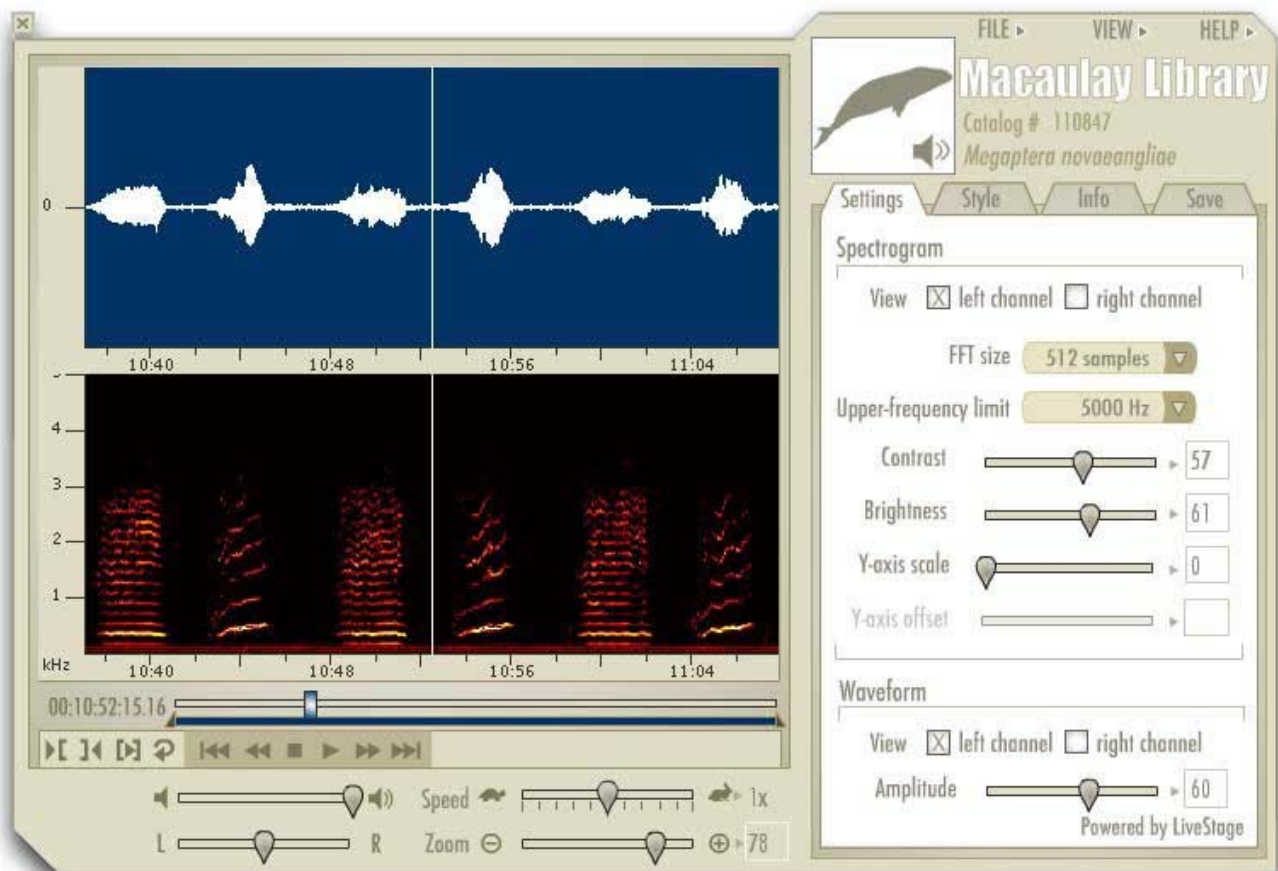 FILE VIEW HELP
Macaulay Library
Catalog # 110847
Megaptera novaeangliae
Settings Style Info Save
Spectrogram
View X left channel right channel
FFT size 512 samples
Upper-frequency limit 5000 Hz
Contrast 57
Brightness 61
Y-axis scale 0
Y-axis offset
Waveform
View X left channel right channel
Amplitude 60
Powered by LiveStage
0
10:40 10:48 10:56 11:04
4
3
2
1
kHz
10:40 10:48 10:56 11:04
00:10:52:15.16
Speed 1x
L R Zoom 78